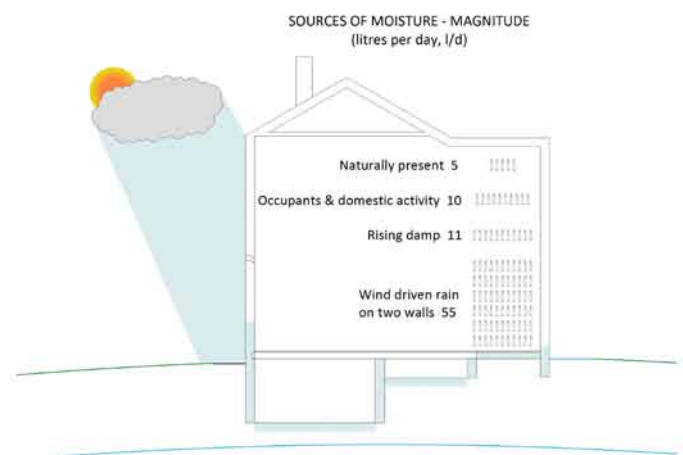 SOURCES OF MOISTURE - MAGNITUDE
(litres per day, l/d)
Naturally present 5
Occupants & domestic activity 10
Rising damp 11
Wind driven rain
on two walls 55